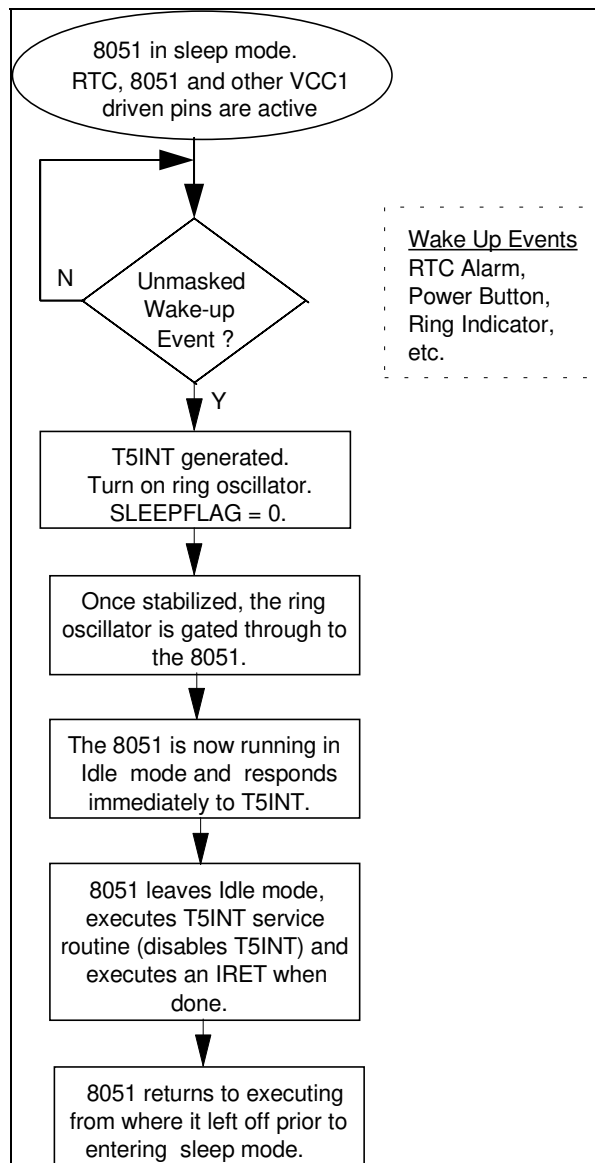 8051 in sleep mode.
RTC, 8051 and other VCC1
driven pins are active
N
Unmasked
Wake-up
Event ?
Y
Wake Up Events
RTC Alarm,
Power Button,
Ring Indicator,
etc.
T5INT generated.
Turn on ring oscillator.
SLEEPFLAG = 0.
Once stabilized, the ring
oscillator is gated through to
the 8051.
The 8051 is now running in
Idle mode and responds
immediately to T5INT.
8051 leaves Idle mode,
executes T5INT service
routine (disables T5INT) and
executes an IRET when
done.
8051 returns to executing
from where it left off prior to
entering sleep mode.